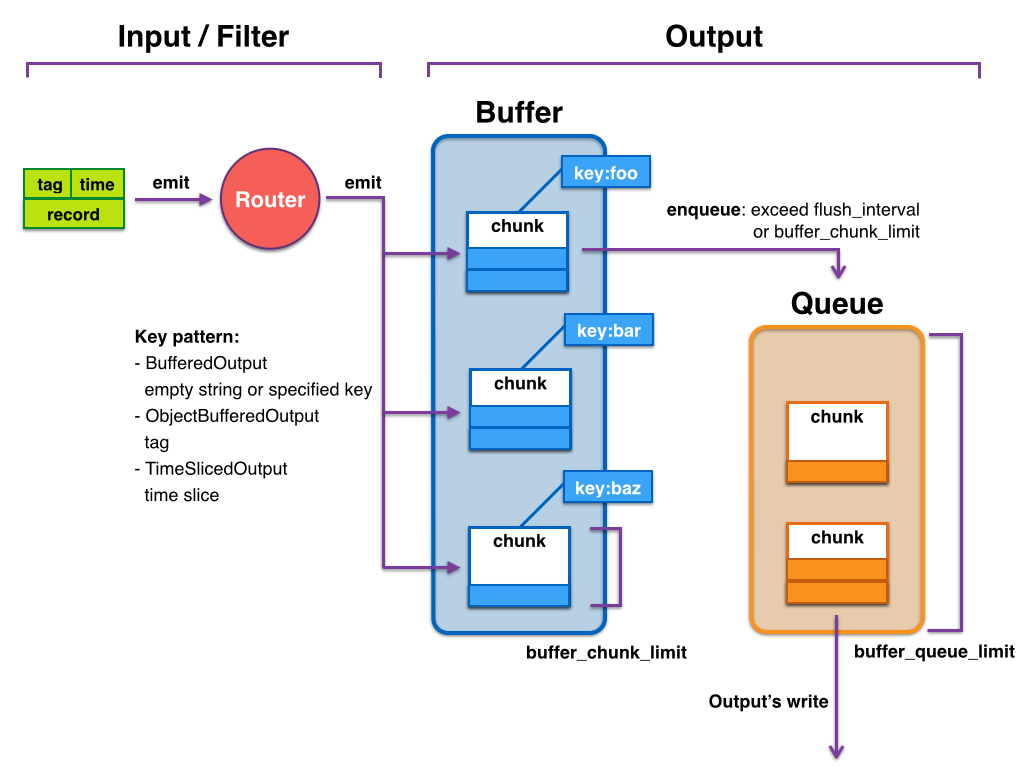 Input / Filter
Output
Buffer
tag
time
record
emit
Router
emit
key:foo
chunk
enqueue: exceed flush_interval
or buffer_chunk_limit
Queue
key:bar
chunk
Key pattern:
- BufferedOutput
empty string or specified key
- ObjectBufferedOutput
tag
- TimeSlicedOutput
time slice
key:baz
chunk
chunk
chunk
buffer_chunk_limit
buffer_queue_limit
Output's write